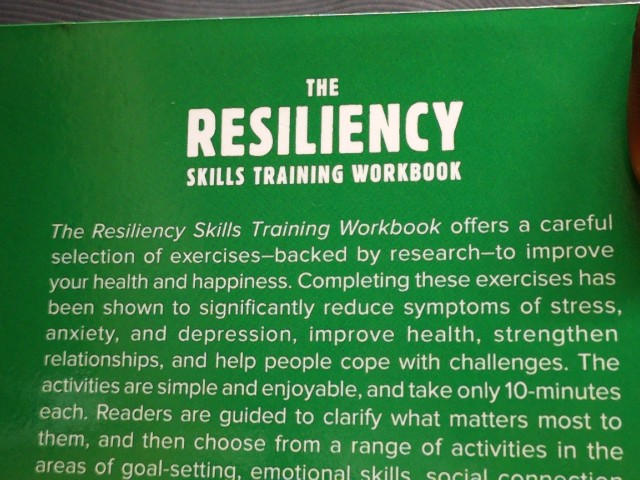 THE
RESILIENCY
SKILLS TRAINING WORKBOOK
The Resiliency Skills Training Workbook offers a careful
selection of exercises—backed by research—to improve
your health and happiness. Completing these exercises has
been shown to significantly reduce symptoms of stress,
anxiety, and depression, improve health, strengthen
relationships, and help people cope with challenges. The
activities are simple and enjoyable, and take only 10-minutes
each. Readers are guided to clarify what matters most to
them, and then choose from a range of activities in the
areas of goal-setting, emotional skills, social connection